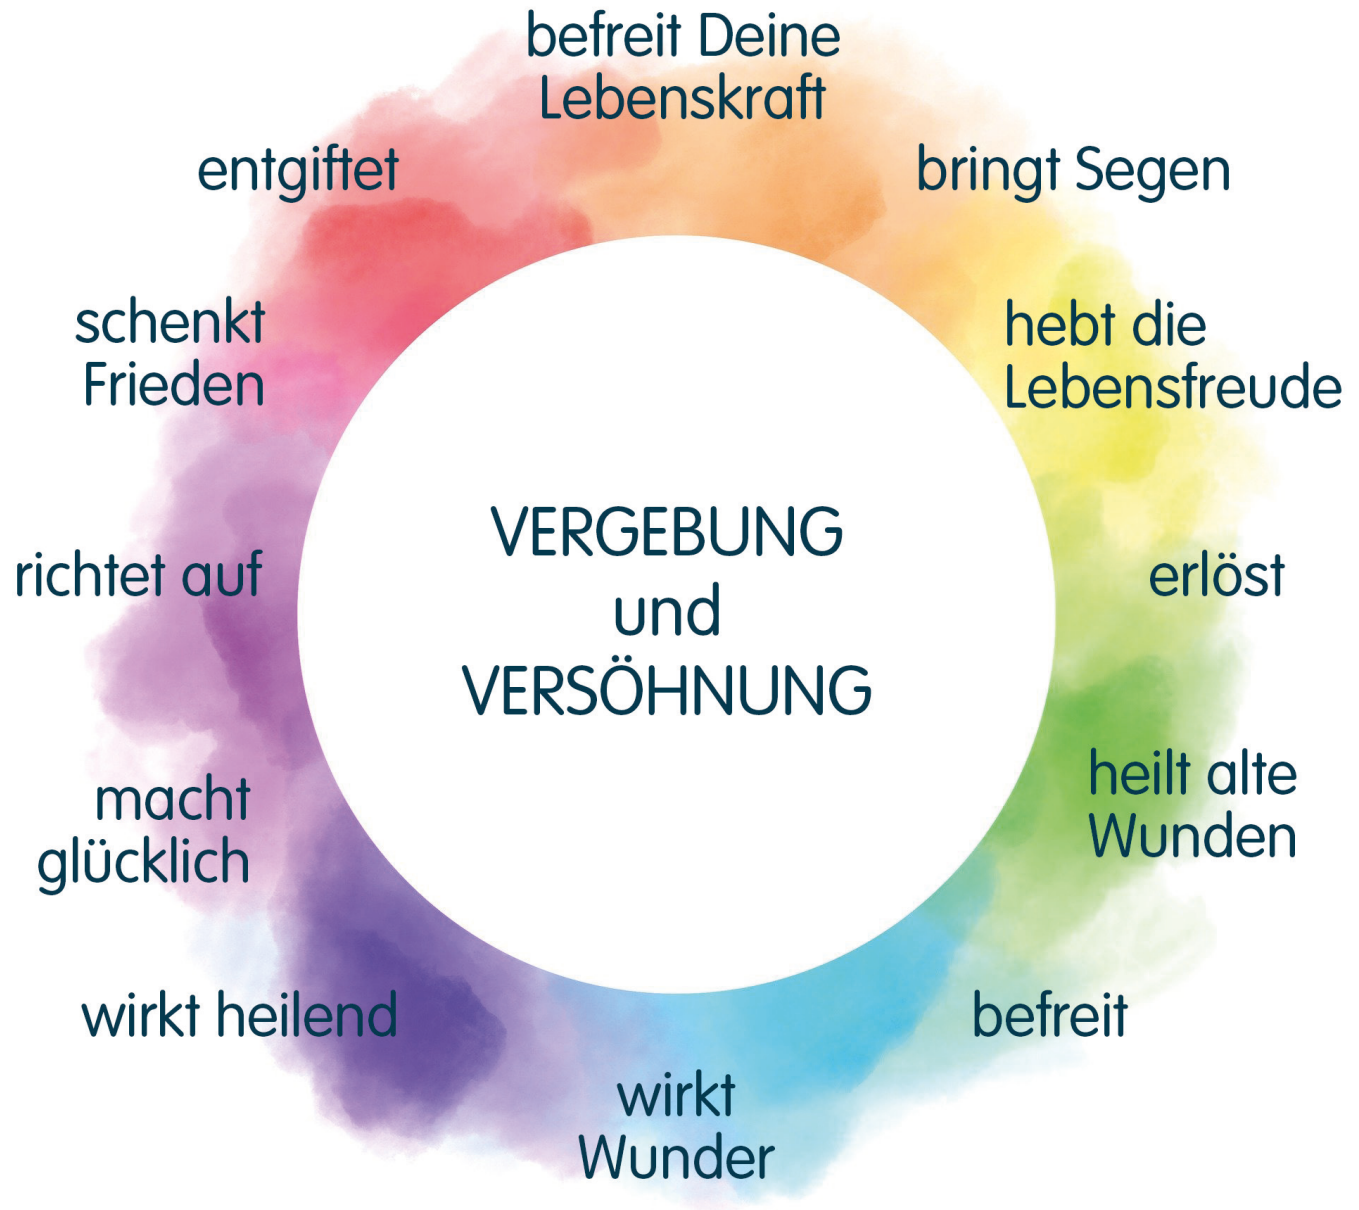 befreit Deine
Lebenskraft
bringt Segen
hebt die
Lebensfreude
erlöst
heilt alte
Wunden
befreit
wirkt
Wunder
wirkt heilend
macht
glücklich
richtet auf
schenkt
Frieden
entgiftet
VERGEBUNG
und
VERSÖHNUNG